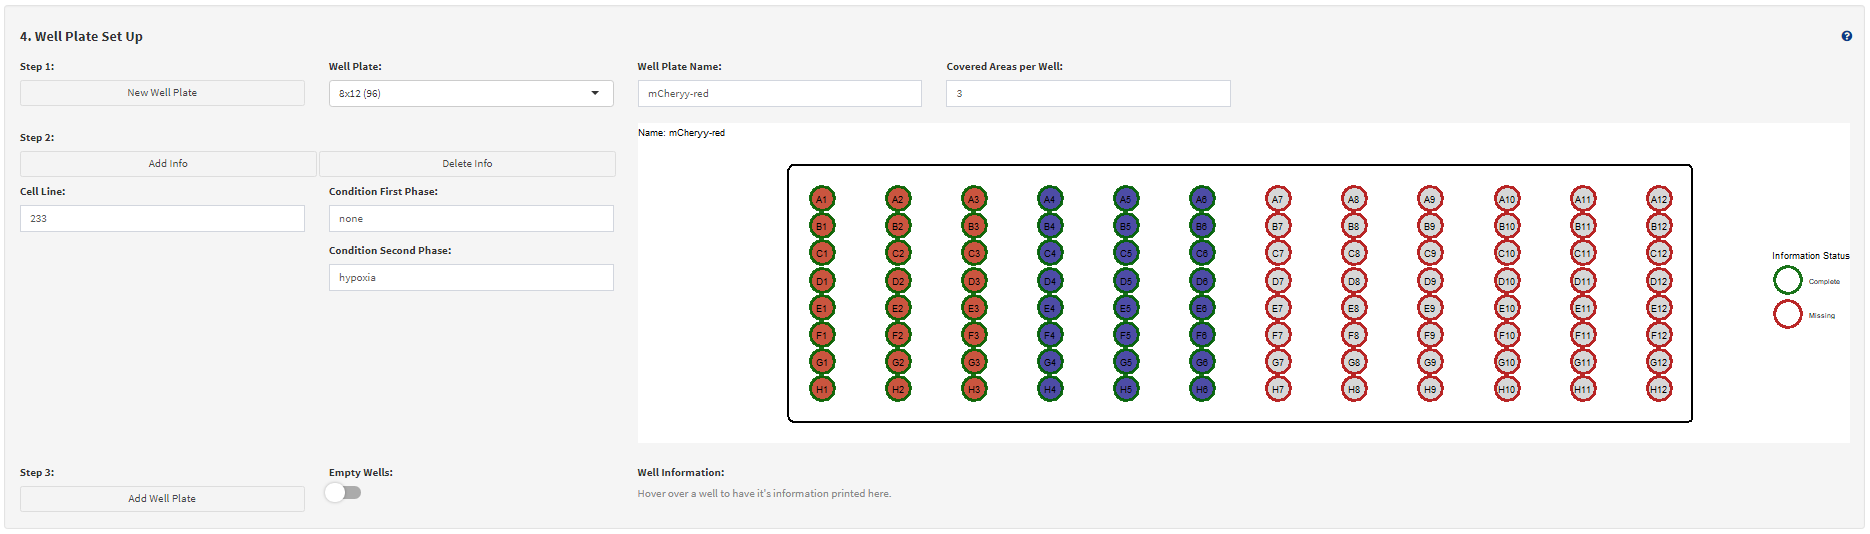 4. Well Plate Set Up
Step 1:
Well Plate:
Well Plate Name:
Covered Areas per Well:
New Well Plate
8x12 (96)
mCheryy-red
3
Step 2:
Name: mCheryy-red
Add Info
Delete Info
Cell Line:
Condition First Phase:
233
none
Condition Second Phase:
hypoxia
A1 A2 A3 A4 A5 A6 A7 A8 A9 A10 A11 A12
B1 B2 B3 B4 B5 B6 B7 B8 B9 B10 B11 B12
C1 C2 C3 C4 C5 C6 C7 C8 C9 C10 C11 C12
D1 D2 D3 D4 D5 D6 D7 D8 D9 D10 D11 D12
E1 E2 E3 E4 E5 E6 E7 E8 E9 E10 E11 E12
F1 F2 F3 F4 F5 F6 F7 F8 F9 F10 F11 F12
G1 G2 G3 G4 G5 G6 G7 G8 G9 G10 G11 G12
H1 H2 H3 H4 H5 H6 H7 H8 H9 H10 H11 H12
Information Status
Complete
Missing
Step 3:
Empty Wells:
Well Information:
Add Well Plate
Hover over a well to have it's information printed here.